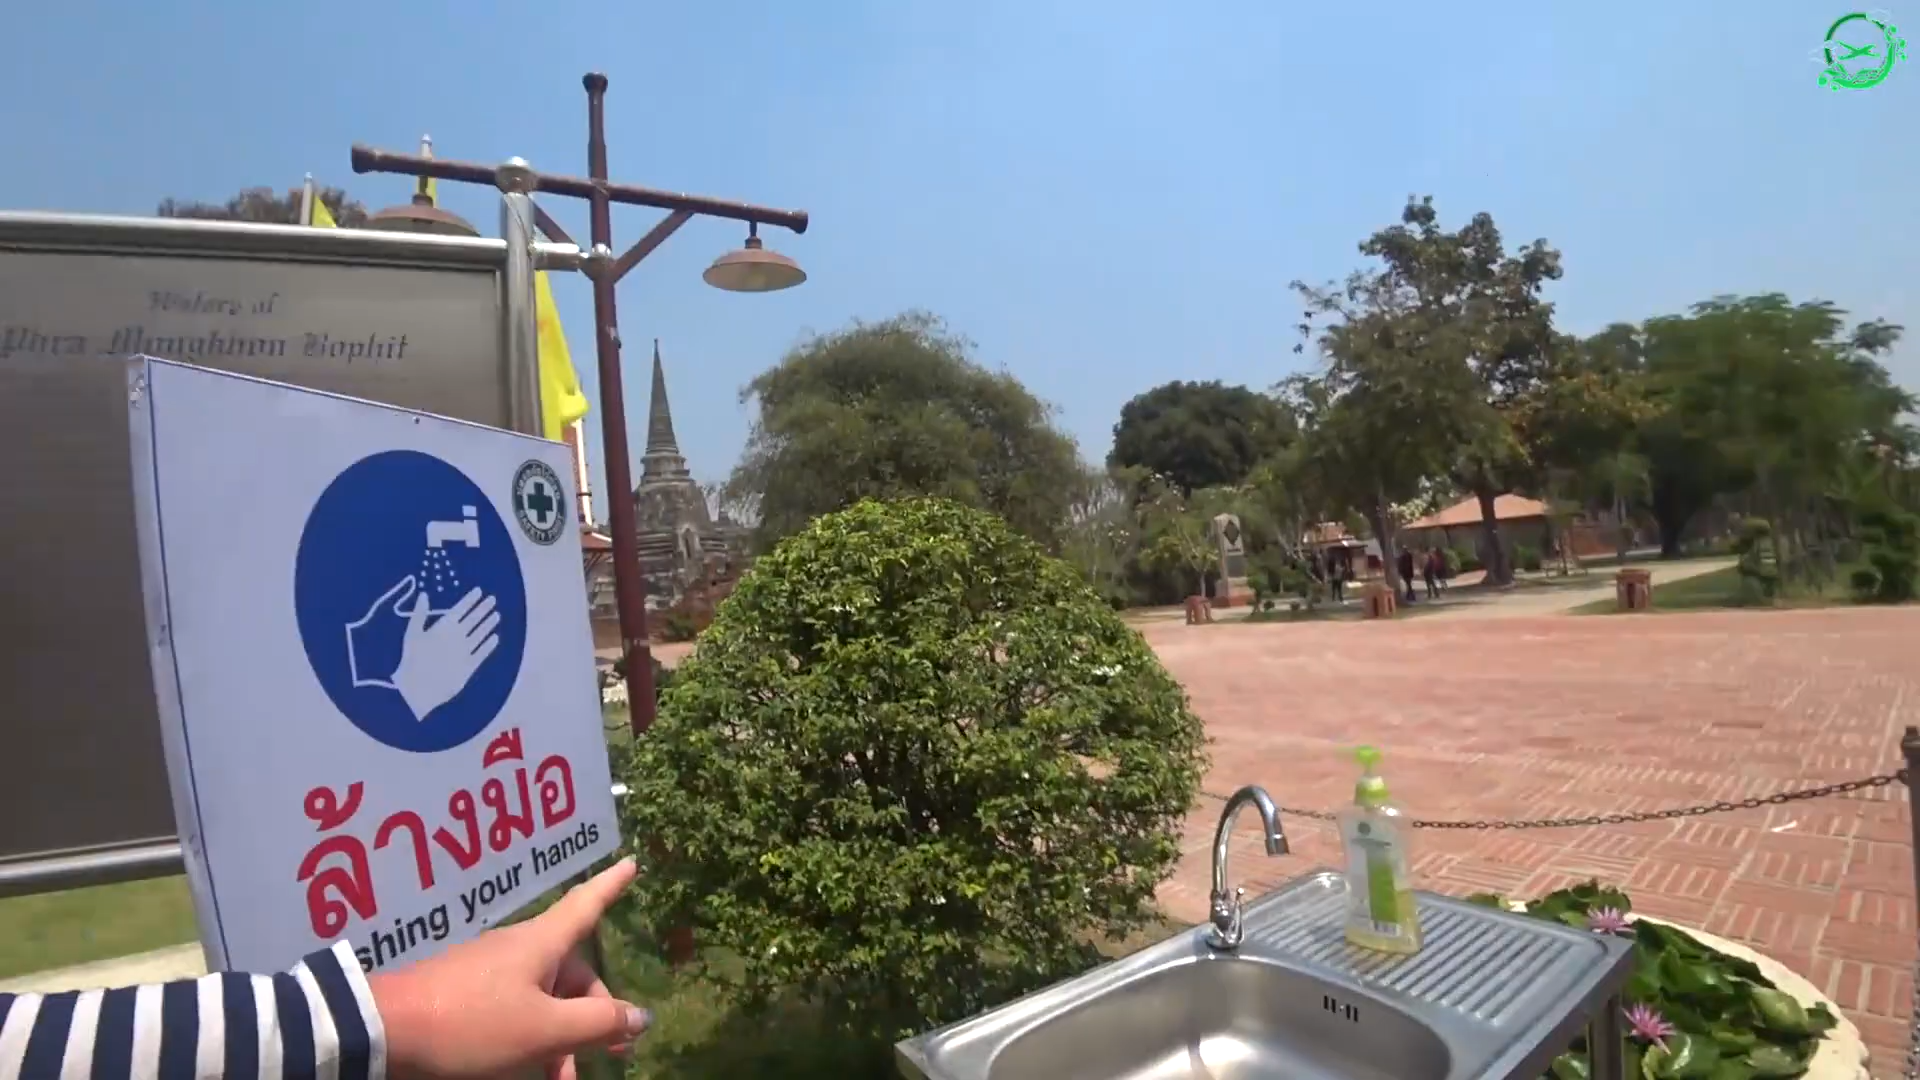 History of
Phra Mongkhon Bophit
ล้างมือ
shing your hands